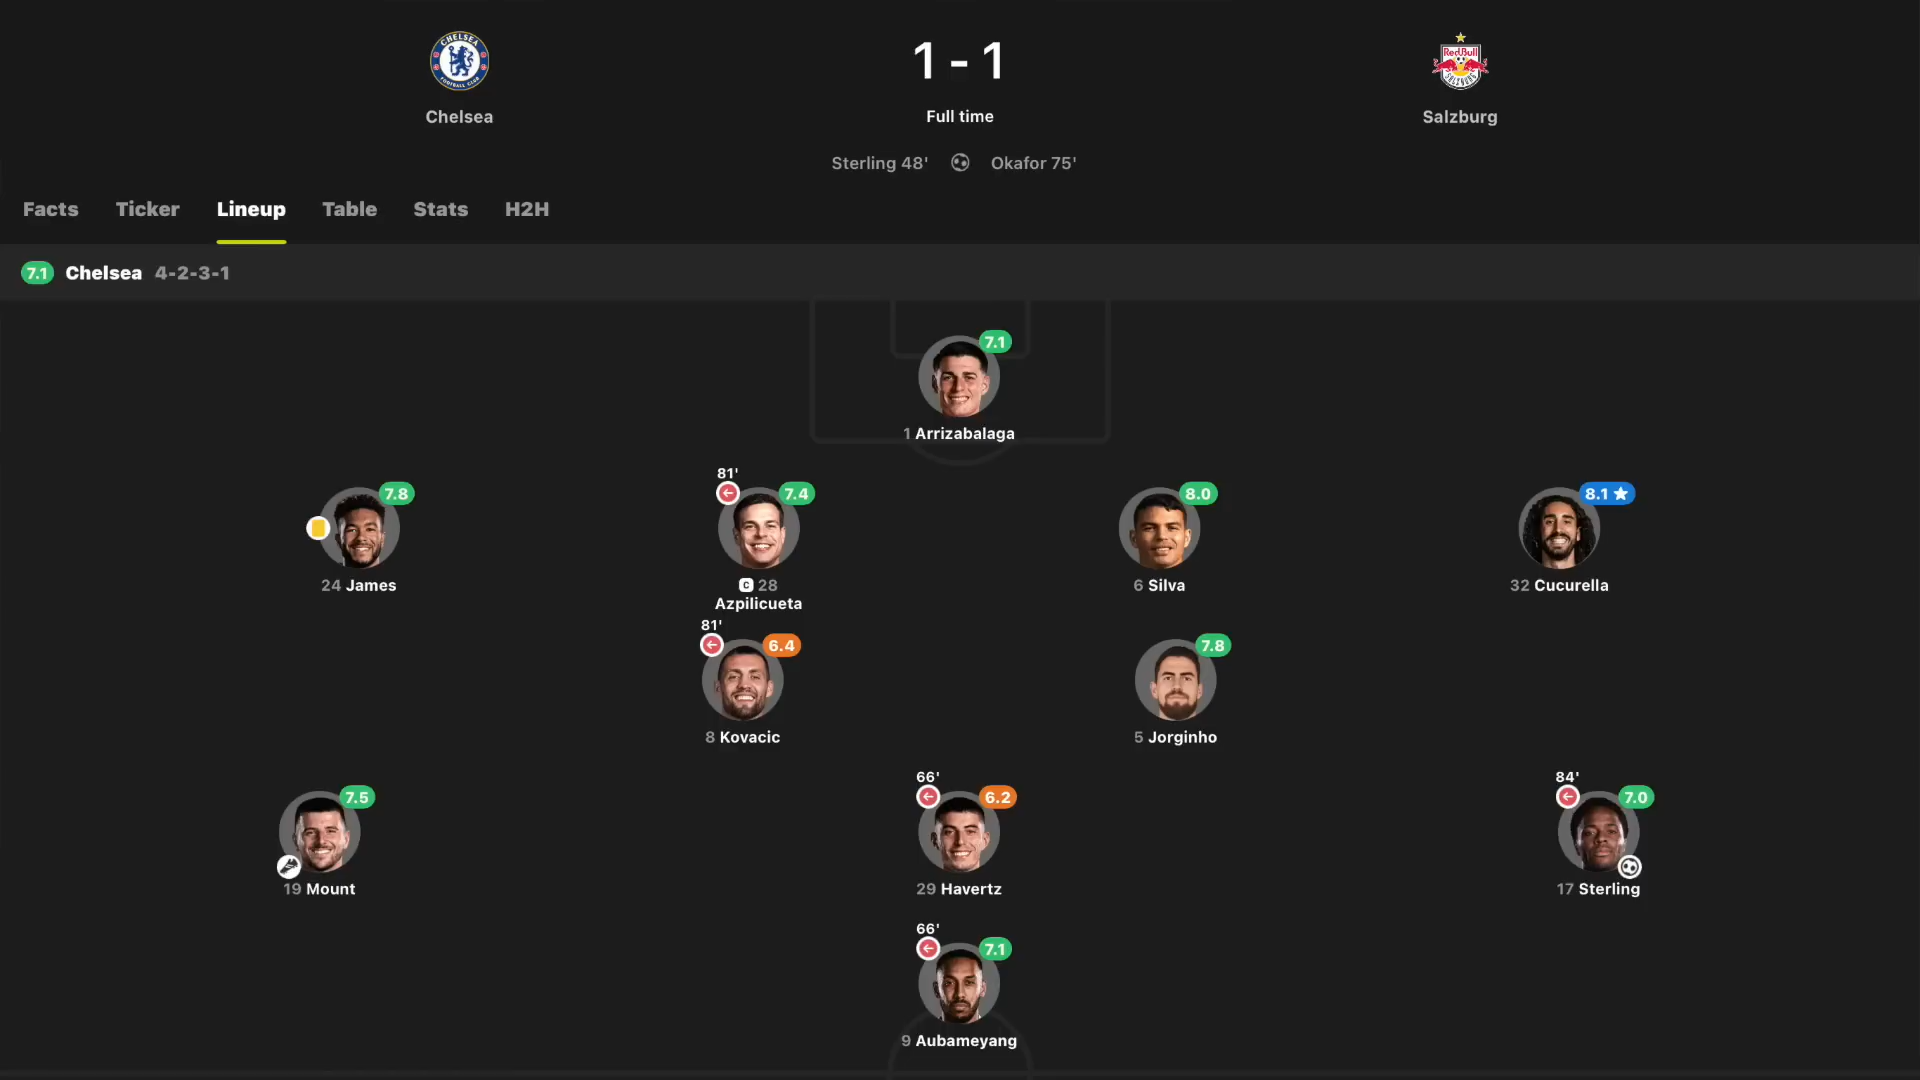 1 - 1
Chelsea
Full time
Salzburg
Sterling 48' Okafor 75'
Facts Ticker Lineup Table Stats H2H
7.1 Chelsea 4-2-3-1
7.1
1 Arrizabalaga
81'
7.8 7.4 8.0 8.1
24 James C 28 6 Silva 32 Cucurella
Azpilicueta
81'
6.4 7.8
8 Kovacic 5 Jorginho
66' 84'
7.5 6.2 7.0
19 Mount 29 Havertz 17 Sterling
66'
7.1
9 Aubameyang